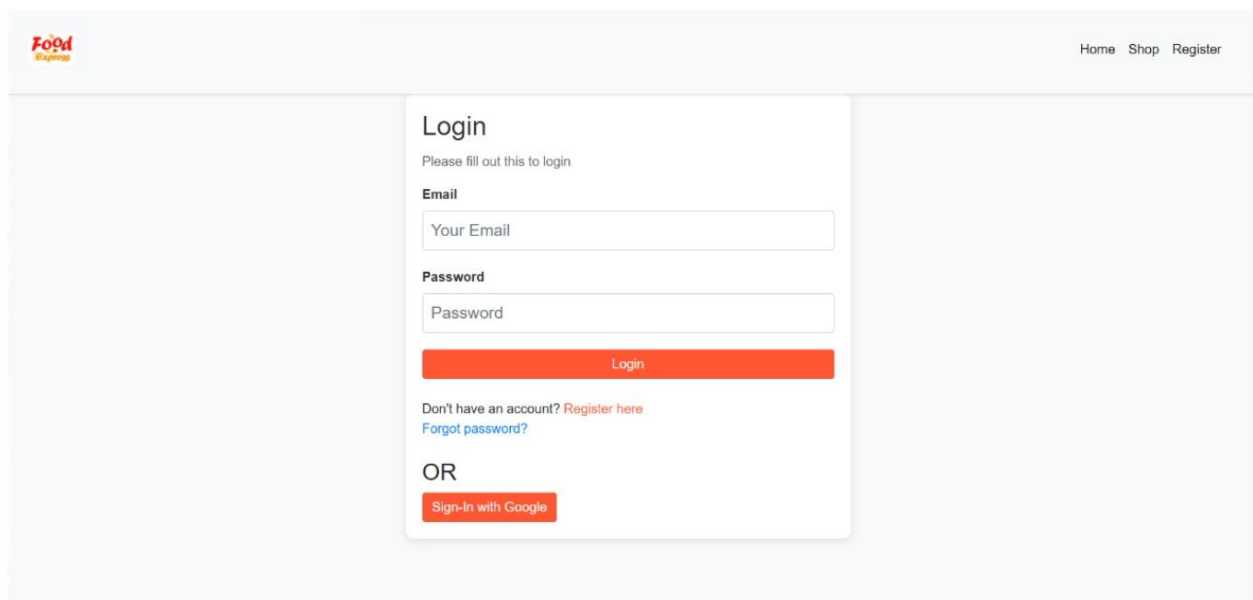 Food
Express
Home Shop Register
Login
Please fill out this to login
Email
Your Email
Password
Password
Login
Don't have an account? Register here
Forgot password?
OR
Sign-In with Google